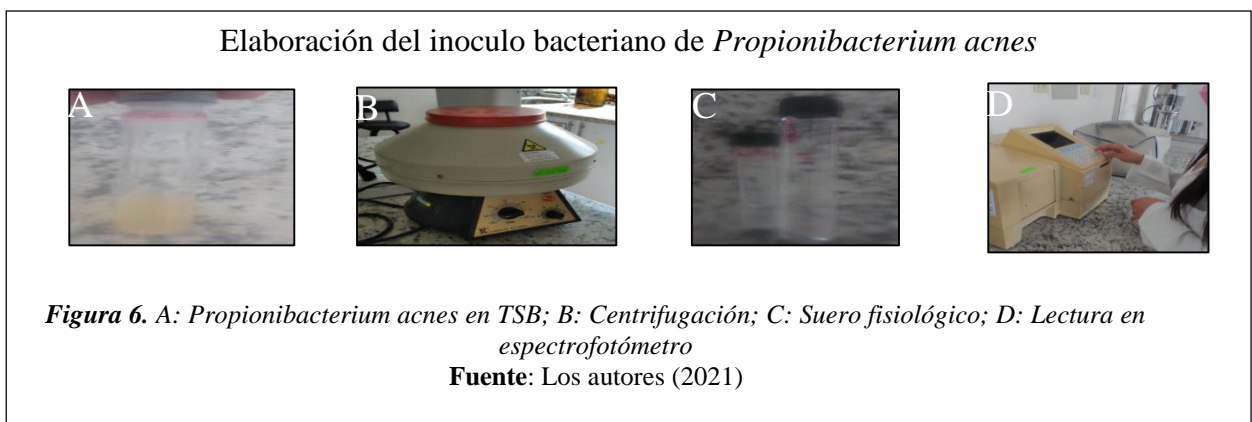 Elaboración del inoculo bacteriano de Propionibacterium acnes
A
B
C
D
Figura 6. A: Propionibacterium acnes en TSB; B: Centrifugación; C: Suero fisiológico; D: Lectura en
espectrofotómetro
Fuente: Los autores (2021)